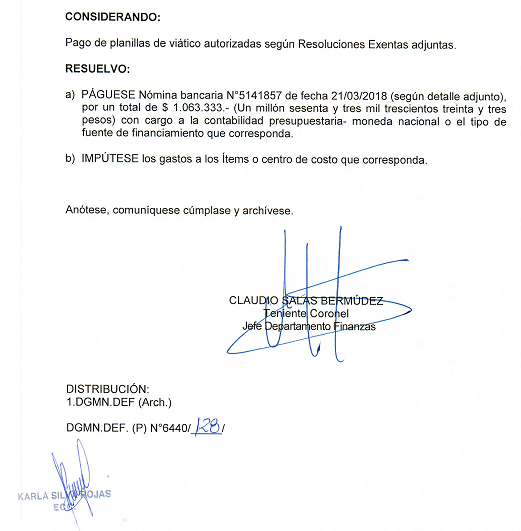 CONSIDERANDO:
Pago de planillas de viático autorizadas según Resoluciones Exentas adjuntas.
RESUELVO:
a) PÁGUESE Nómina bancaria N°5141857 de fecha 21/03/2018 (según detalle adjunto),
por un total de $ 1.063.333.- (Un millón sesenta y tres mil trescientos treinta y tres
pesos) con cargo a la contabilidad presupuestaria- moneda nacional o el tipo de
fuente de financiamiento que corresponda.
b) IMPÚTESE los gastos a los Ítems o centro de costo que corresponda.
Anótese, comuníquese cúmplase y archívese.
CLAUDIO SALAS BERMÚDEZ
Teniente Coronel
Jefe Departamento Finanzas
DISTRIBUCIÓN:
1.DGMN.DEF (Arch.)
DGMN.DEF. (P) N°6440/128/
KARLA SILVA ROJAS